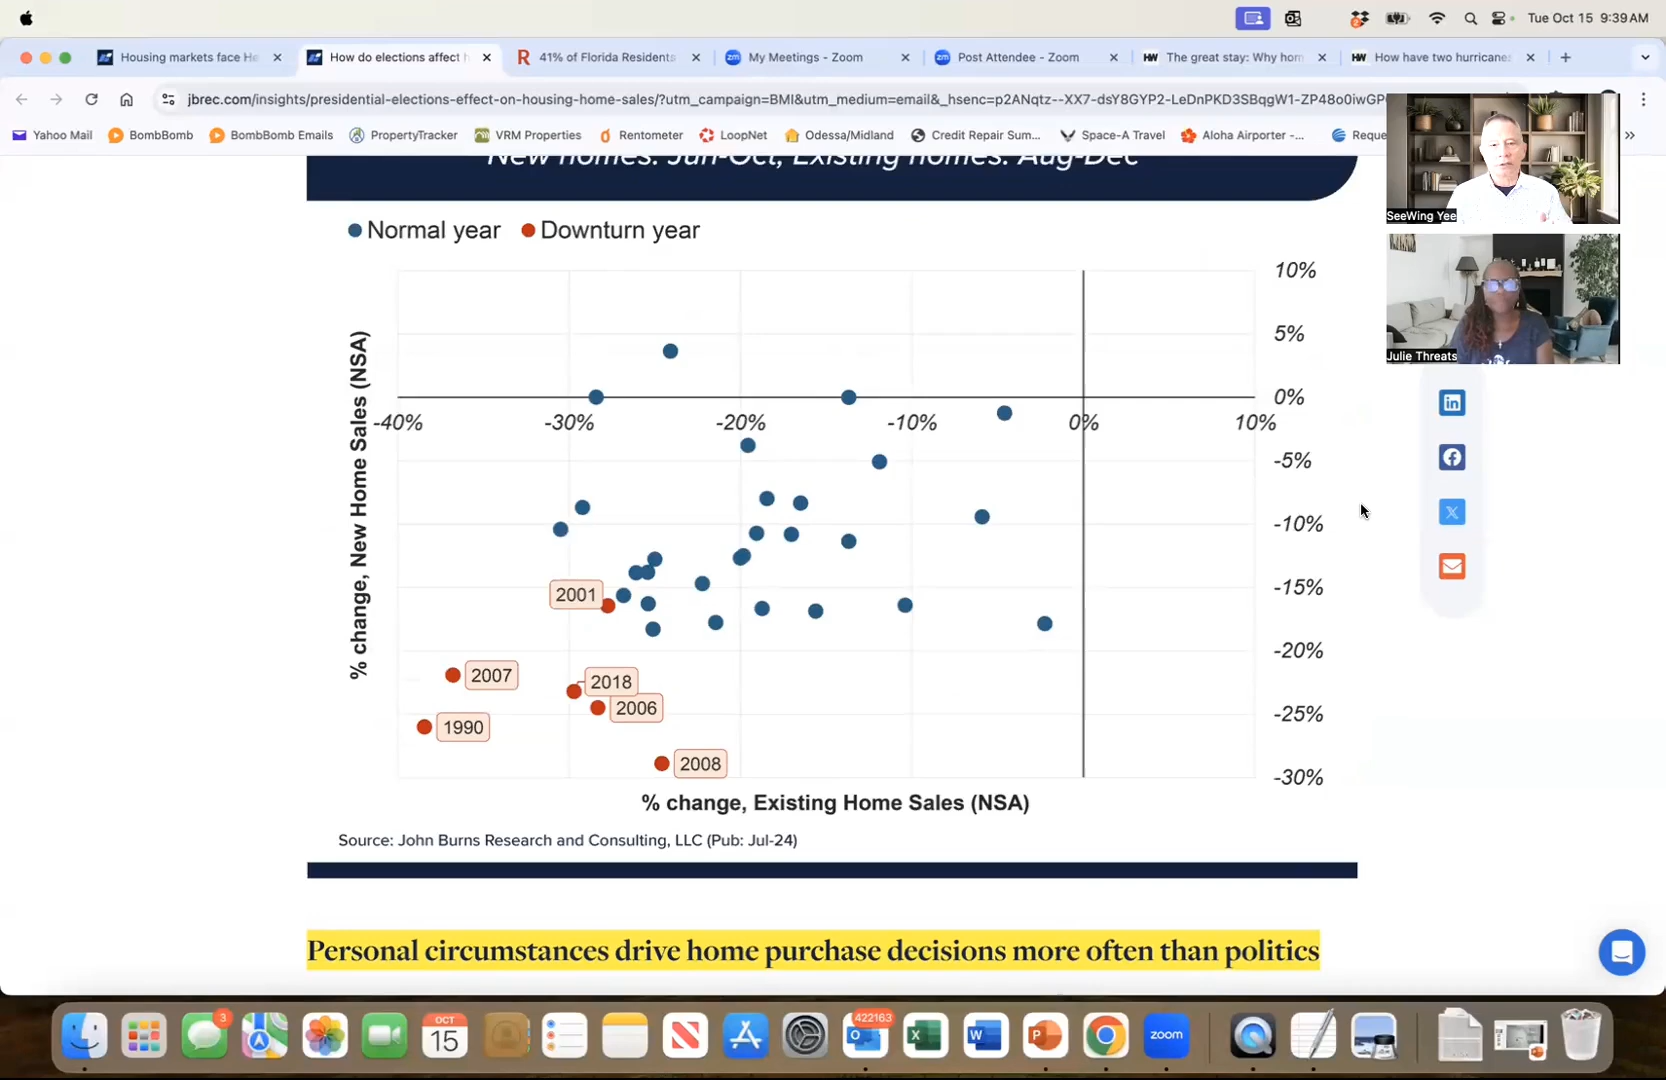 Tue Oct 15 9:39 AM
Housing markets face He
How do elections affect h
41% of Florida Residents
My Meetings - Zoom
Post Attendee - Zoom
The great stay: Why hom
How have two hurricane
jbrec.com/insights/presidential-elections-effect-on-housing-home-sales/?utm_campaign=BMI&utm_medium=email&_hsenc=p2ANqtz--XX7-dsY8GYP2-LeDnPKD3SBqgW1-ZP48o0iwGP
Yahoo Mail
BombBomb
BombBomb Emails
PropertyTracker
VRM Properties
Rentometer
LoopNet
Odessa/Midland
Credit Repair Sum...
Space-A Travel
Aloha Airporter -...
Reque
SeeWing Yee
Julie Threats
New homes: Jun-Oct, Existing homes: Aug-Dec
Normal year
Downturn year
10%
5%
0%
-40%
-30%
-20%
-10%
0%
10%
-5%
-10%
-15%
-20%
-25%
-30%
% change, New Home Sales (NSA)
2001
2007
2018
2006
1990
2008
% change, Existing Home Sales (NSA)
Source: John Burns Research and Consulting, LLC (Pub: Jul-24)
Personal circumstances drive home purchase decisions more often than politics
3
OCT
15
422163
zoom